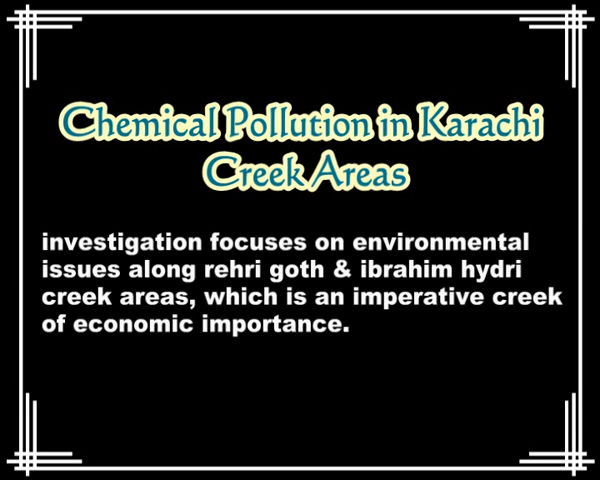 Chemical Pollution in Karachi
Creek Areas
investigation focuses on environmental
issues along rehri goth & ibrahim hydri
creek areas, which is an imperative creek
of economic importance.